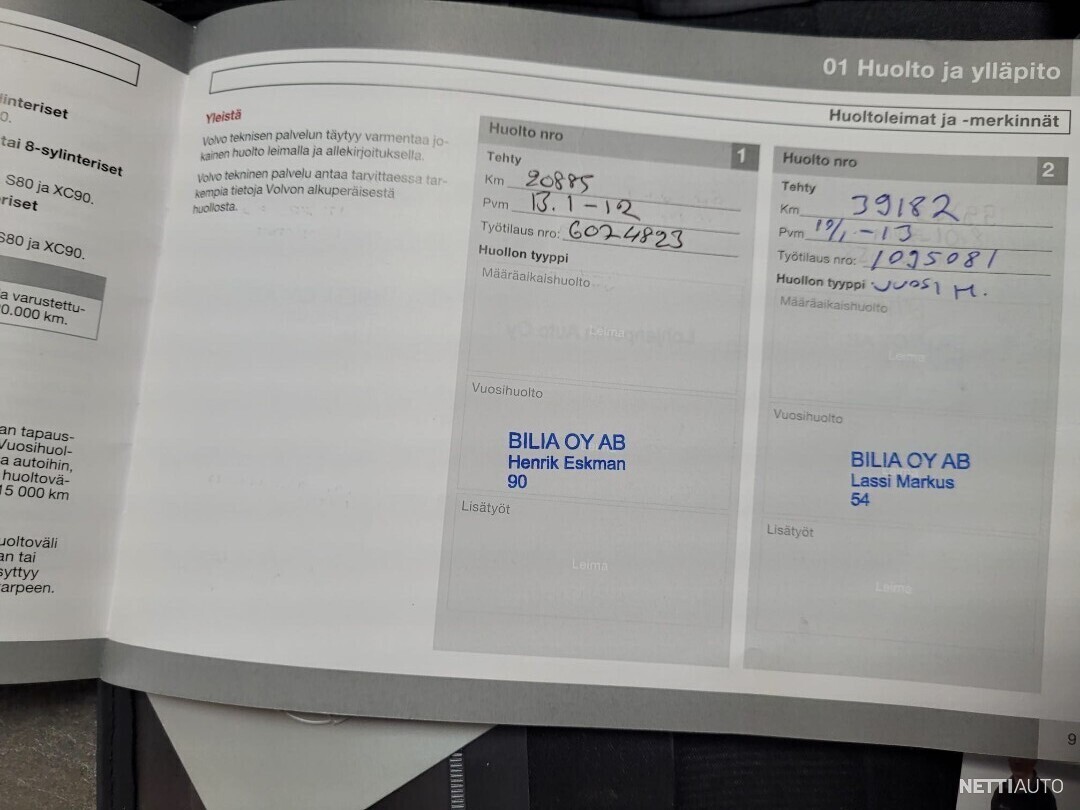 linteriset
0.
tai 8-sylinteriset
S80 ja XC90.
riset
S80 ja XC90.
a varustettu-
0.000 km.
an tapaus-
Vuosihuol-
a autoihin,
huoltovä-
15 000 km
uoltoväli
an tai
syttyy
arpeen.
01 Huolto ja ylläpito
Huoltoleimat ja -merkinnät
Yleistä
Volvo teknisen palvelun täytyy varmentaa jo-
kainen huolto leimalla ja allekirjoituksella.
Volvo tekninen palvelu antaa tarvittaessa tar-
kempia tietoja Volvon alkuperäisestä
huollosta.
Huolto nro 1
Tehty
Km 20885
Pvm 13.1-12
Työtilaus nro: 6024823
Huollon tyyppi
Määräaikaishuolto
Leima
Vuosihuolto
BILIA OY AB
Henrik Eskman
90
Lisätyöt
Leima
Huolto nro 2
Tehty
Km 39182
Pvm /1-13
Työtilaus nro: 1095081
Huollon tyyppi vuosi H.
Määräaikaishuolto
Leima
Vuosihuolto
BILIA OY AB
Lassi Markus
54
Lisätyöt
Leima
9
NETTIAUTO